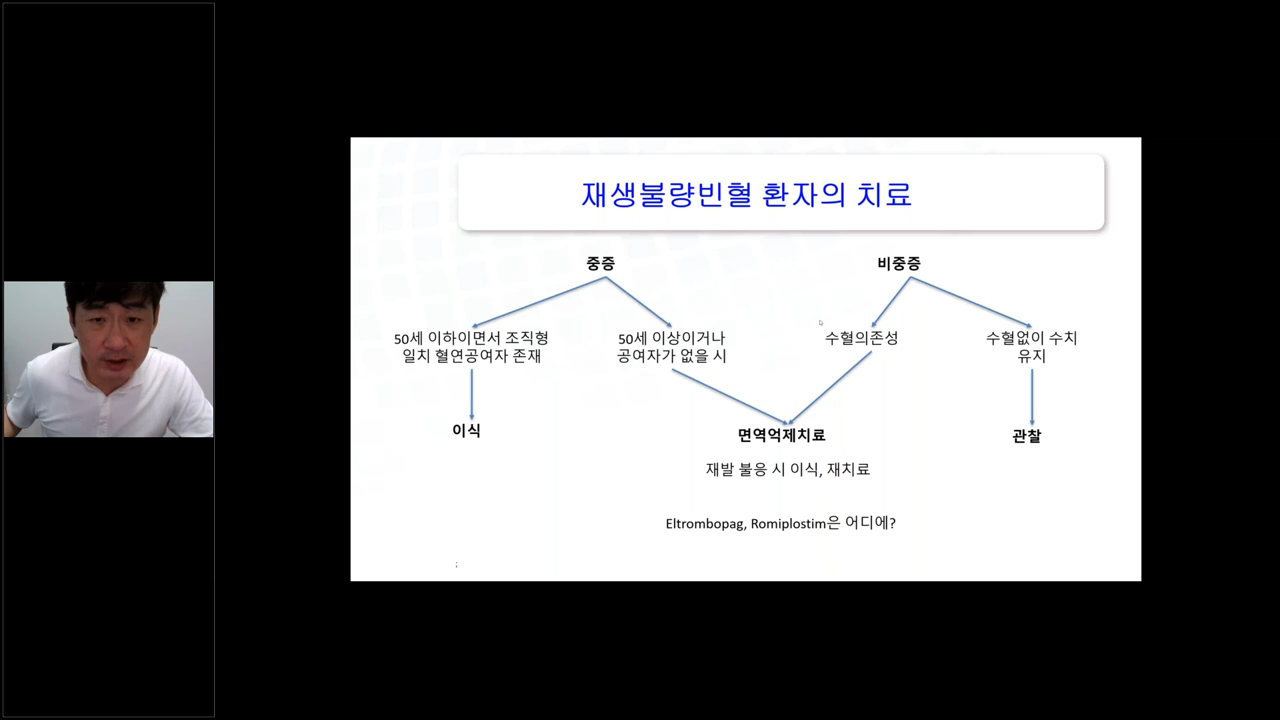 재생불량빈혈 환자의 치료
중증
비중증
50세 이하이면서 조직형
일치 혈연공여자 존재
50세 이상이거나
공여자가 없을 시
수혈의존성
수혈없이 수치
유지
이식
면역억제치료
관찰
재발 불응 시 이식, 재치료
Eltrombopag, Romiplostim은 어디에?
;